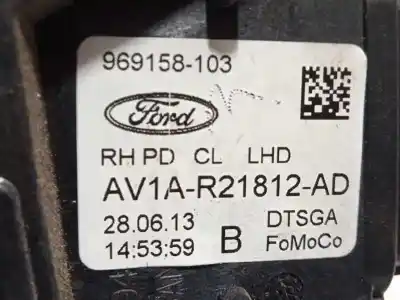 969158-103
Ford
RH PD CL LHD
AV1A-R21812-AD
28.06.13 DTSGA
14:53:59 B FoMoCo